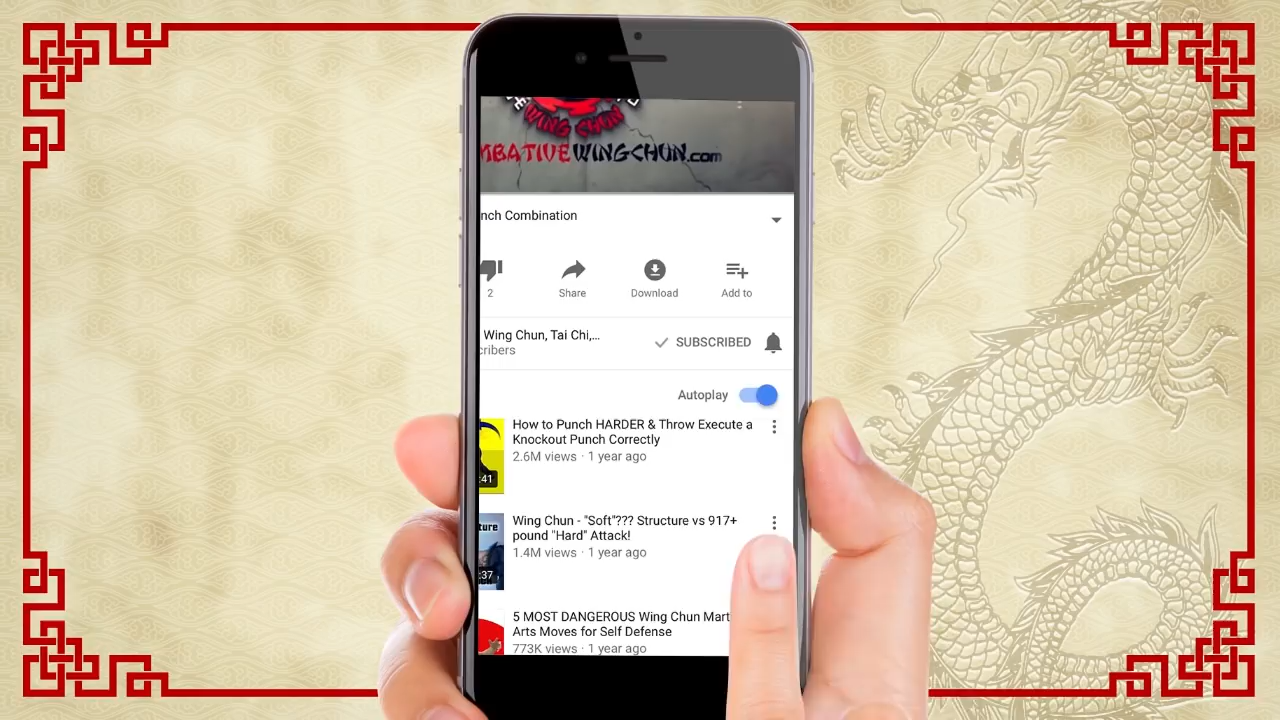 WING CHUN
MBATIVEWINGCHUN.com
nch Combination
2
Share
Download
Add to
Wing Chun, Tai Chi,...
cribers
SUBSCRIBED
Autoplay
How to Punch HARDER & Throw Execute a
Knockout Punch Correctly
2.6M views · 1 year ago
:41
Wing Chun - "Soft"??? Structure vs 917+
pound "Hard" Attack!
1.4M views · 1 year ago
ture
:37
5 MOST DANGEROUS Wing Chun Mart
Arts Moves for Self Defense
773K views · 1 year ago